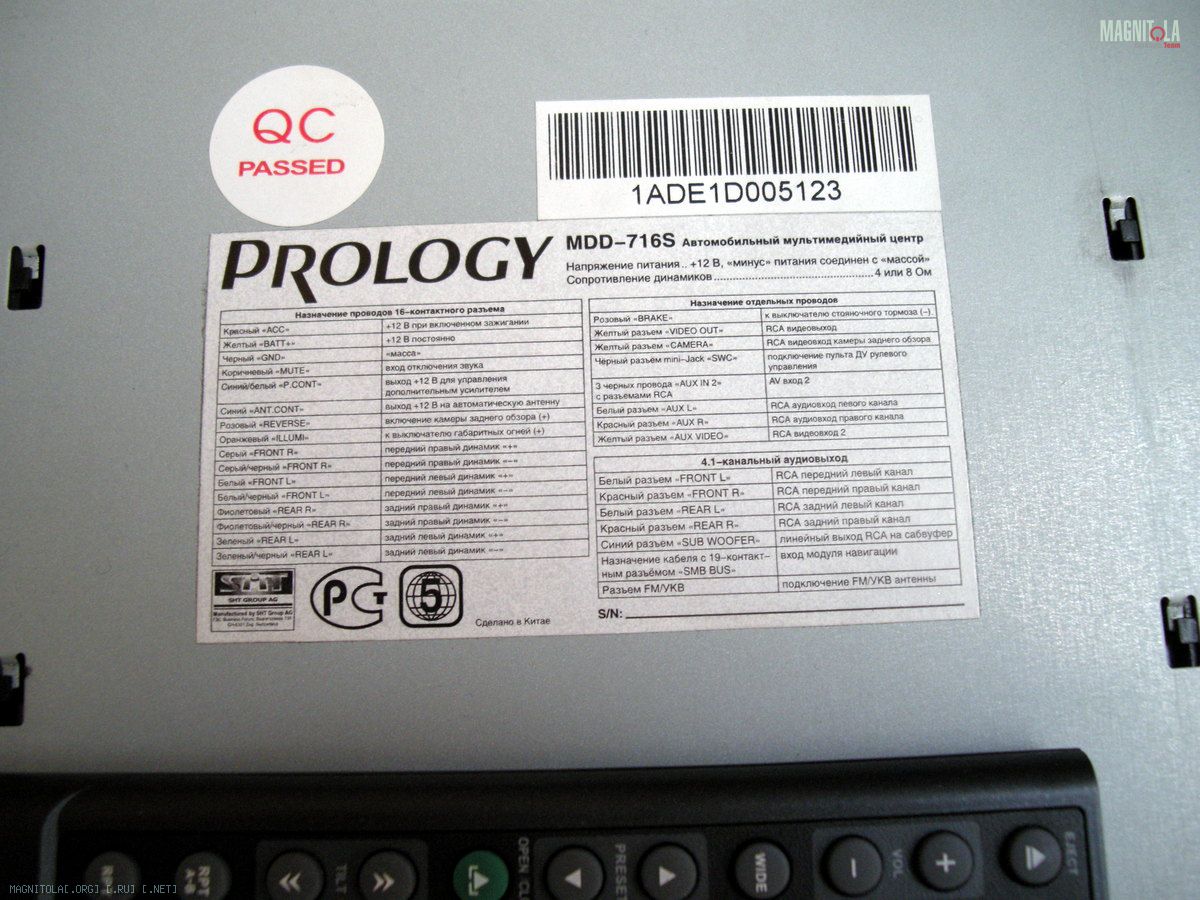 MAGNITOLA
Team
QC
PASSED
1ADE1D005123
PROLOGY
MDD-716S Автомобильный мультимедийный центр
Напряжение питания.. +12 В, «минус» питания соединен с «массой»
Сопротивление динамиков........................................4 или 8 Ом
Назначение проводов 16-контактного разъема
Красный «ACC» +12 В при включенном зажигании
Желтый «BATT+» +12 В постоянно
Черный «GND» «масса»
Коричневый «MUTE» вход отключения звука
Синий/белый «P.CONT» выход +12 В для управления
дополнительным усилителем
Синий «ANT.CONT» выход +12 В на автоматическую антенну
Розовый «REVERSE» включение камеры заднего обзора (+)
Оранжевый «ILLUMI» к выключателю габаритных огней (+)
Серый «FRONT R» передний правый динамик «+»
Серый/черный «FRONT R» передний правый динамик «–»
Белый «FRONT L» передний левый динамик «+»
Белый/черный «FRONT L» передний левый динамик «–»
Фиолетовый «REAR R» задний правый динамик «+»
Фиолетовый/черный «REAR R» задний правый динамик «–»
Зеленый «REAR L» задний левый динамик «+»
Зеленый/черный «REAR L» задний левый динамик «–»
Назначение отдельных проводов
Розовый «BRAKE» к выключателю стояночного тормоза (–)
Желтый разъем «VIDEO OUT» RCA видеовыход
Желтый разъем «CAMERA» RCA видеовход камеры заднего обзора
Чёрный разъем mini-Jack «SWC» подключение пульта ДУ рулевого
управления
3 черных провода «AUX IN 2» AV вход 2
с разъемами RCA
Белый разъем «AUX L» RCA аудиовход левого канала
Красный разъем «AUX R» RCA аудиовход правого канала
Желтый разъем «AUX VIDEO» RCA видеовход 2
4.1-канальный аудиовыход
Белый разъем «FRONT L» RCA передний левый канал
Красный разъем «FRONT R» RCA передний правый канал
Белый разъем «REAR L» RCA задний левый канал
Красный разъем «REAR R» RCA задний правый канал
Синий разъем «SUB WOOFER» линейный выход RCA на сабвуфер
Назначение кабеля с 19-контакт- вход модуля навигации
ным разъёмом «SMB BUS»
Разъем FM/УКВ подключение FM/УКВ антенны
S/N:
SHT
SHT GROUP AG
Manufactured by SHT Group AG
РСТ
5
Сделано в Китае
RPT
A-B
TILT
OPEN
PRESET
WIDE
–
VOL
+
EJECT
MAGNITOLA[.ORG] [.RU] [.NET]